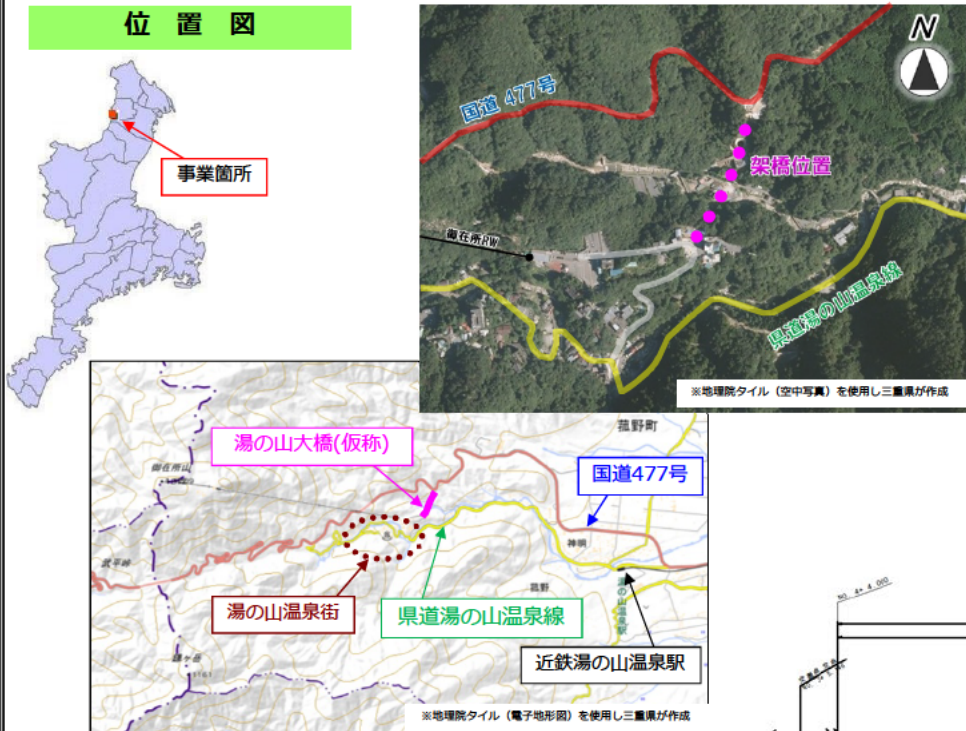 位 置 図
事業箇所
N
国道 477号
架橋位置
御在所RW
県道湯の山温泉線
※地理院タイル（空中写真）を使用し三重県が作成
菰野町
湯の山大橋(仮称)
国道477号
御在所山
神明
武平峠
湯の山温泉街
県道湯の山温泉線
菰野
湯の山温泉駅
近鉄湯の山温泉駅
鎌ヶ岳
1161
※地理院タイル（電子地形図）を使用し三重県が作成
NO. 4+ 4.000